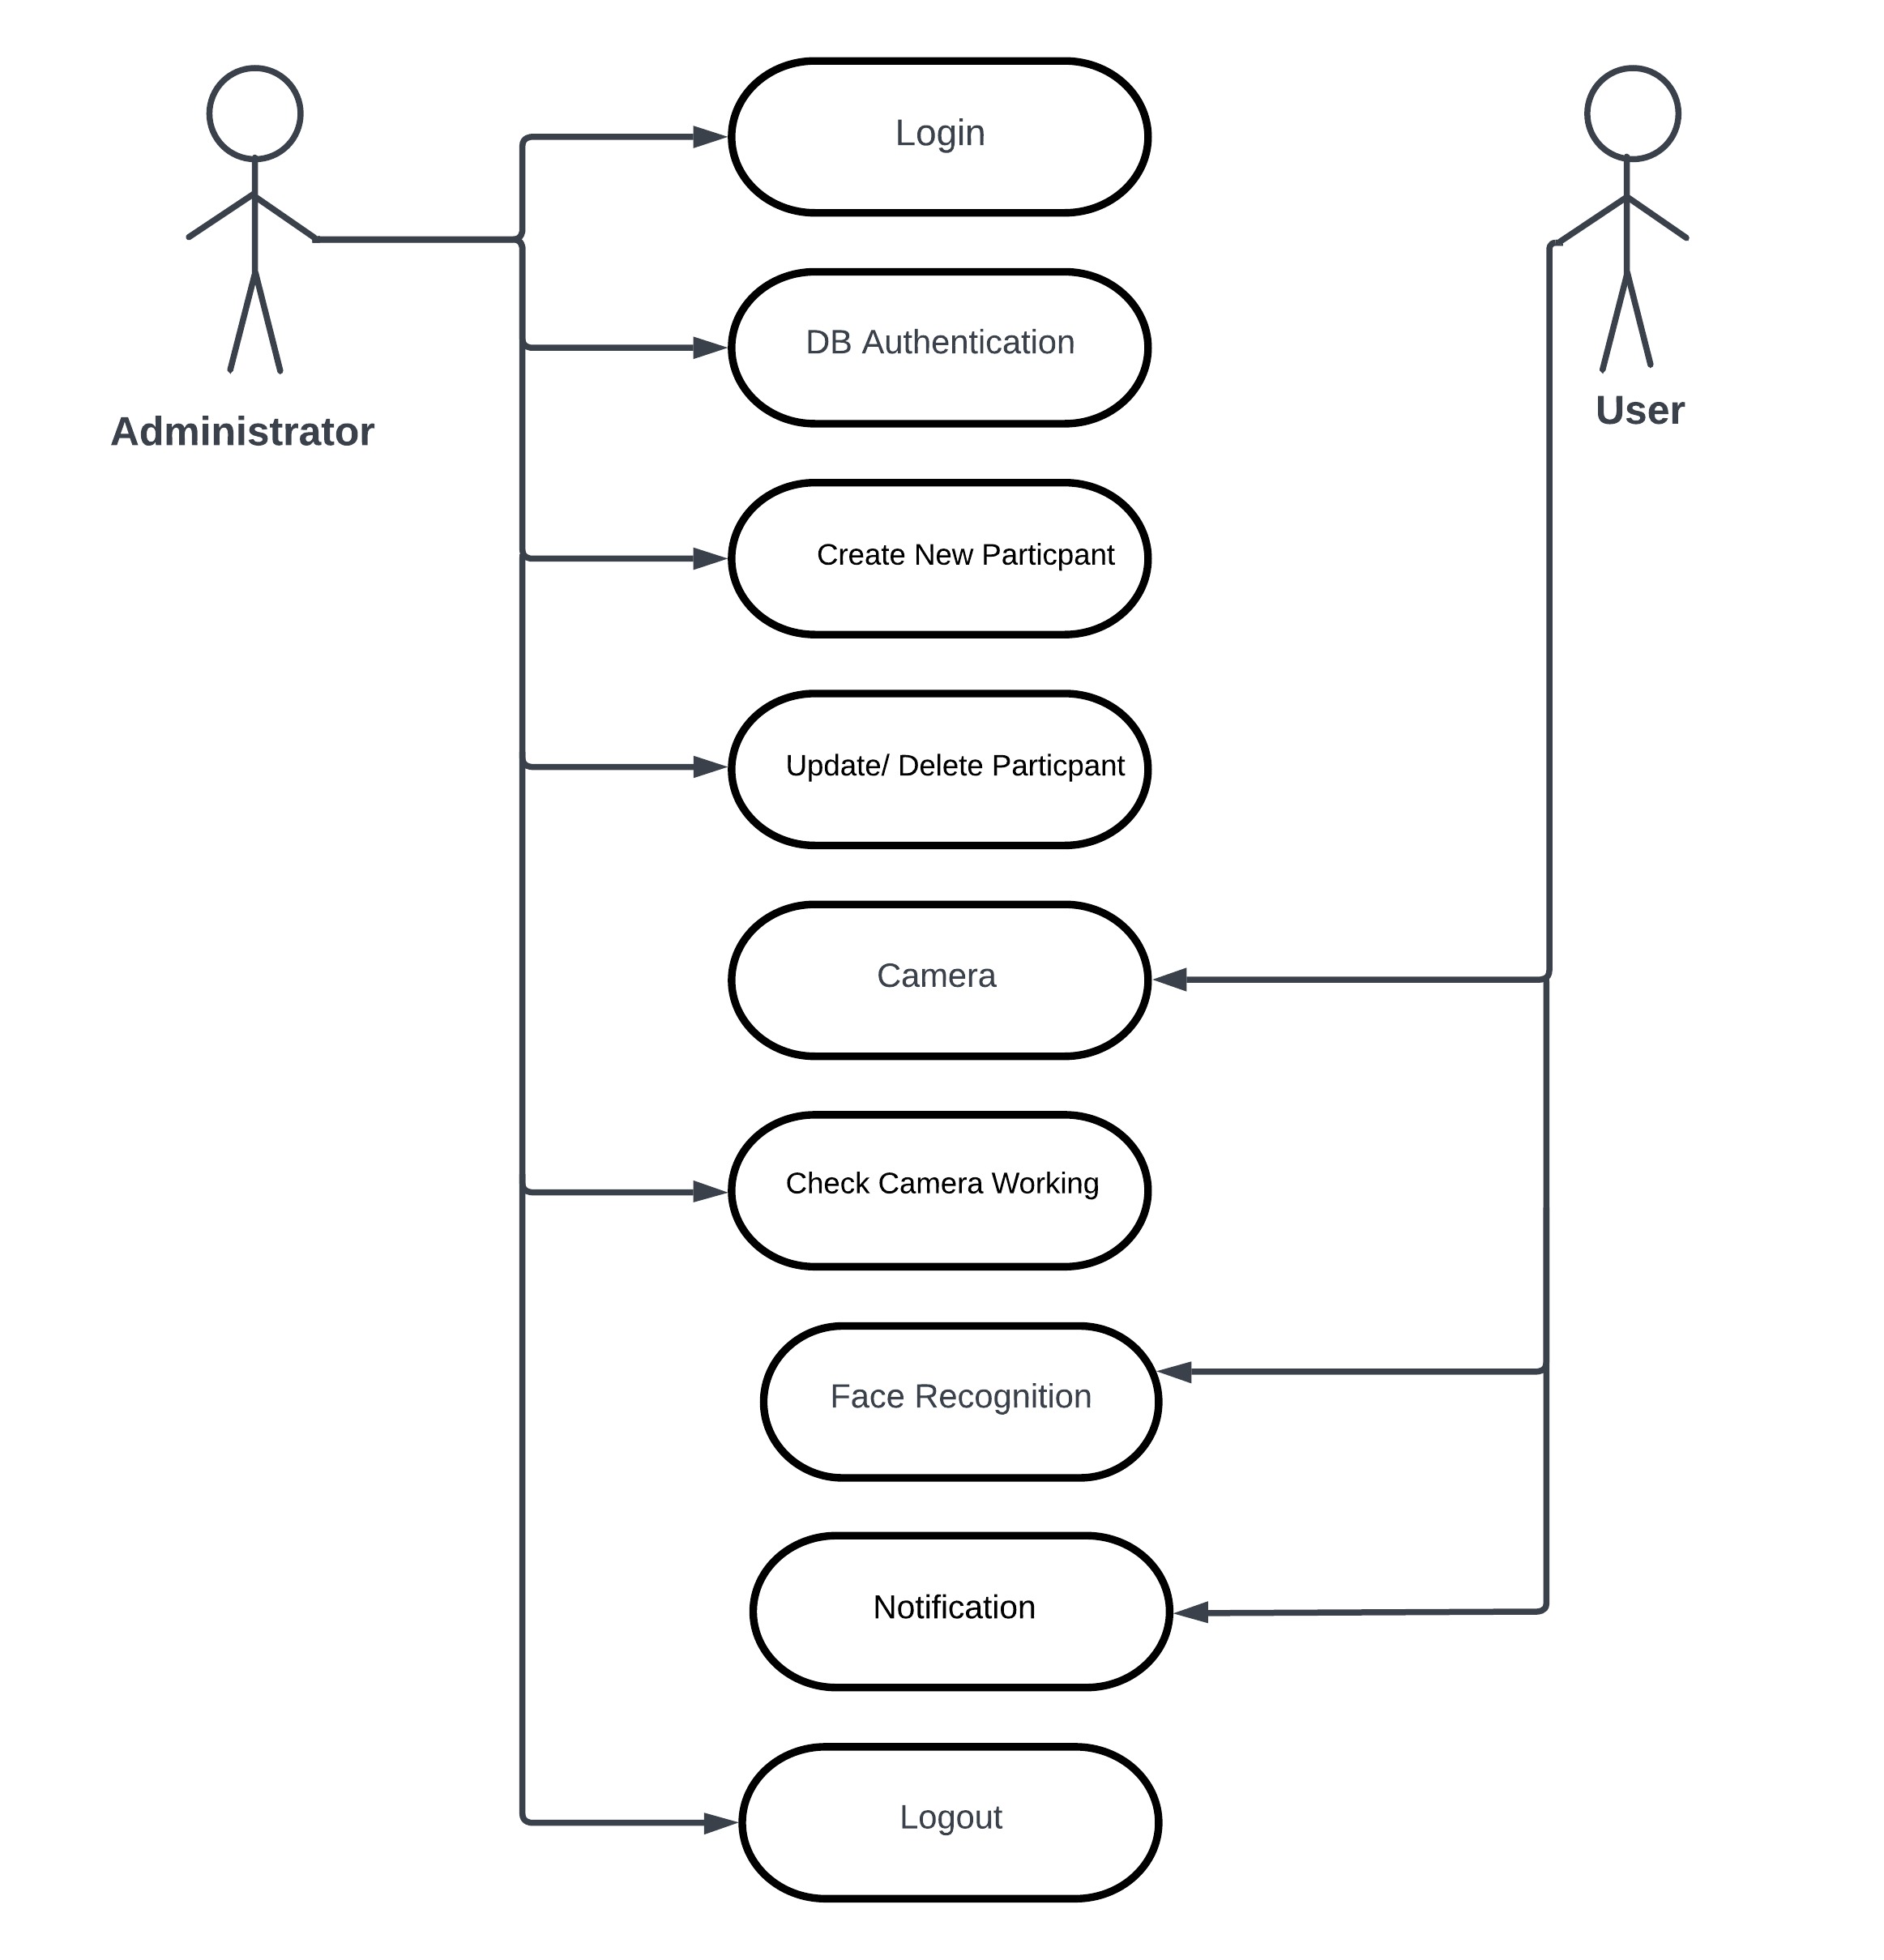 Login
DB Authentication
Administrator
User
Create New Particpant
Update/ Delete Particpant
Camera
Check Camera Working
Face Recognition
Notification
Logout